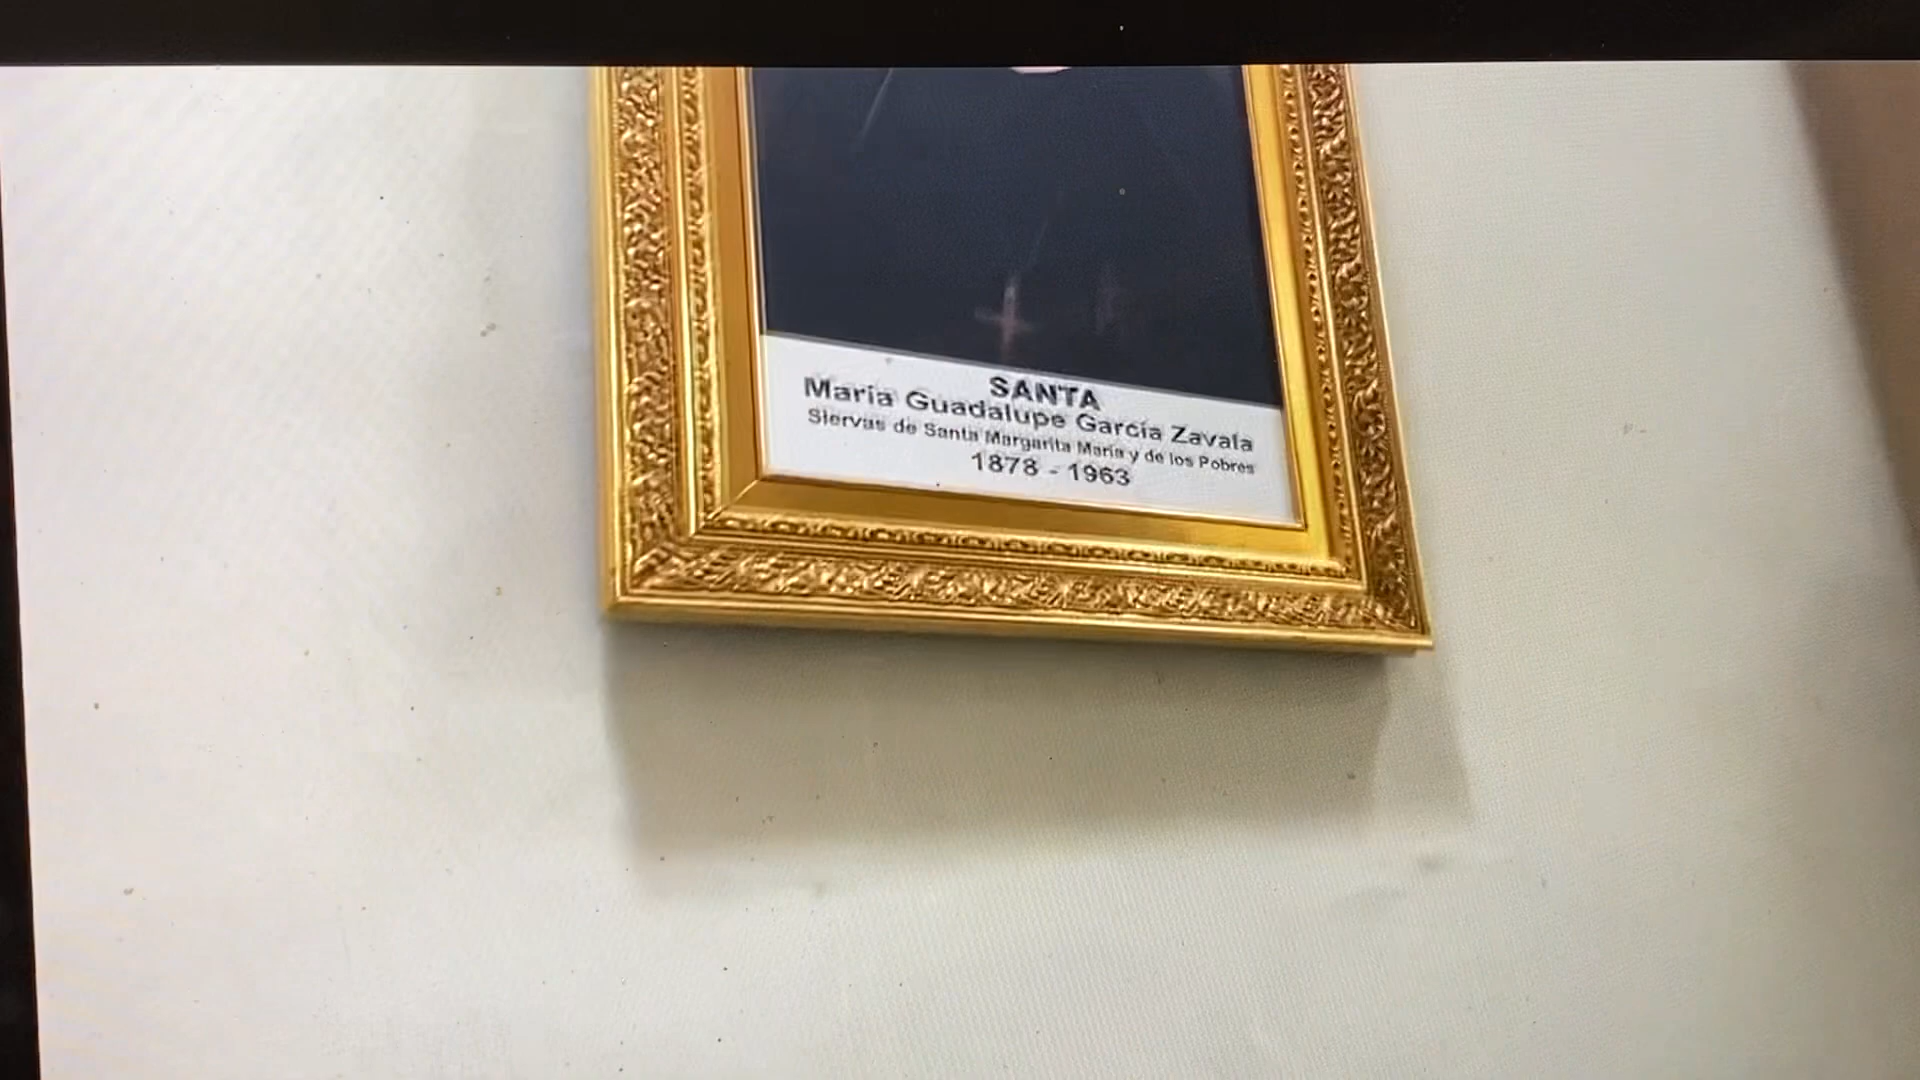 SANTA
María Guadalupe García Zavala
Siervas de Santa Margarita María y de los Pobres
1878 - 1963